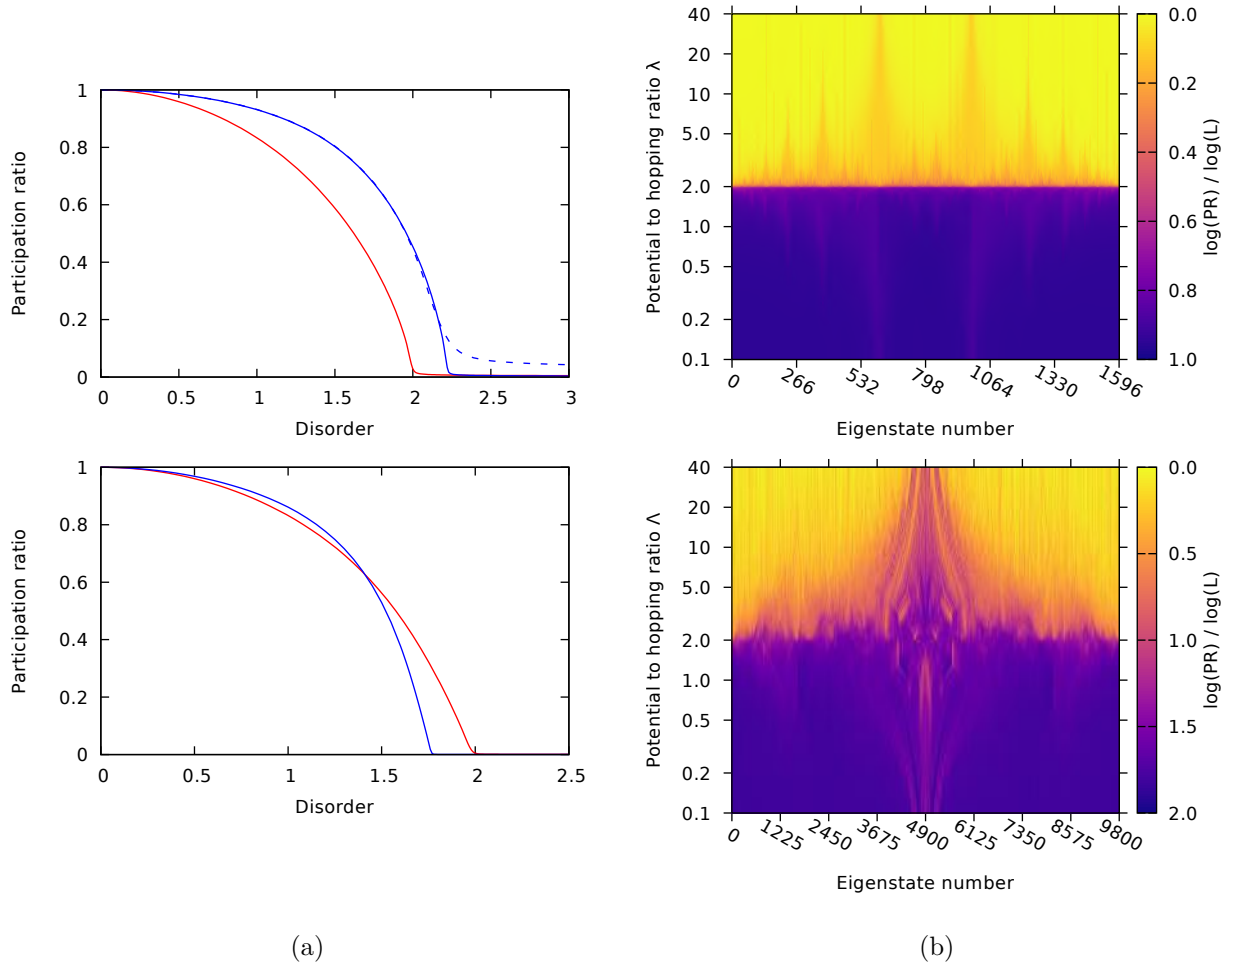 1
0.8
0.6
0.4
0.2
0
0 0.5 1 1.5 2 2.5 3
Participation ratio
Disorder
40
20
10
5.0
2.0
1.0
0.5
0.2
0.1
0 266 532 798 1064 1330 1596
Potential to hopping ratio λ
Eigenstate number
0.0
0.2
0.4
0.6
0.8
1.0
log(PR) / log(L)
1
0.8
0.6
0.4
0.2
0
0 0.5 1 1.5 2 2.5
Participation ratio
Disorder
40
20
10
5.0
2.0
1.0
0.5
0.2
0.1
0 1225 2450 3675 4900 6125 7350 8575 9800
Potential to hopping ratio Λ
Eigenstate number
0.0
0.5
1.0
1.5
2.0
log(PR) / log(L)
(a)
(b)